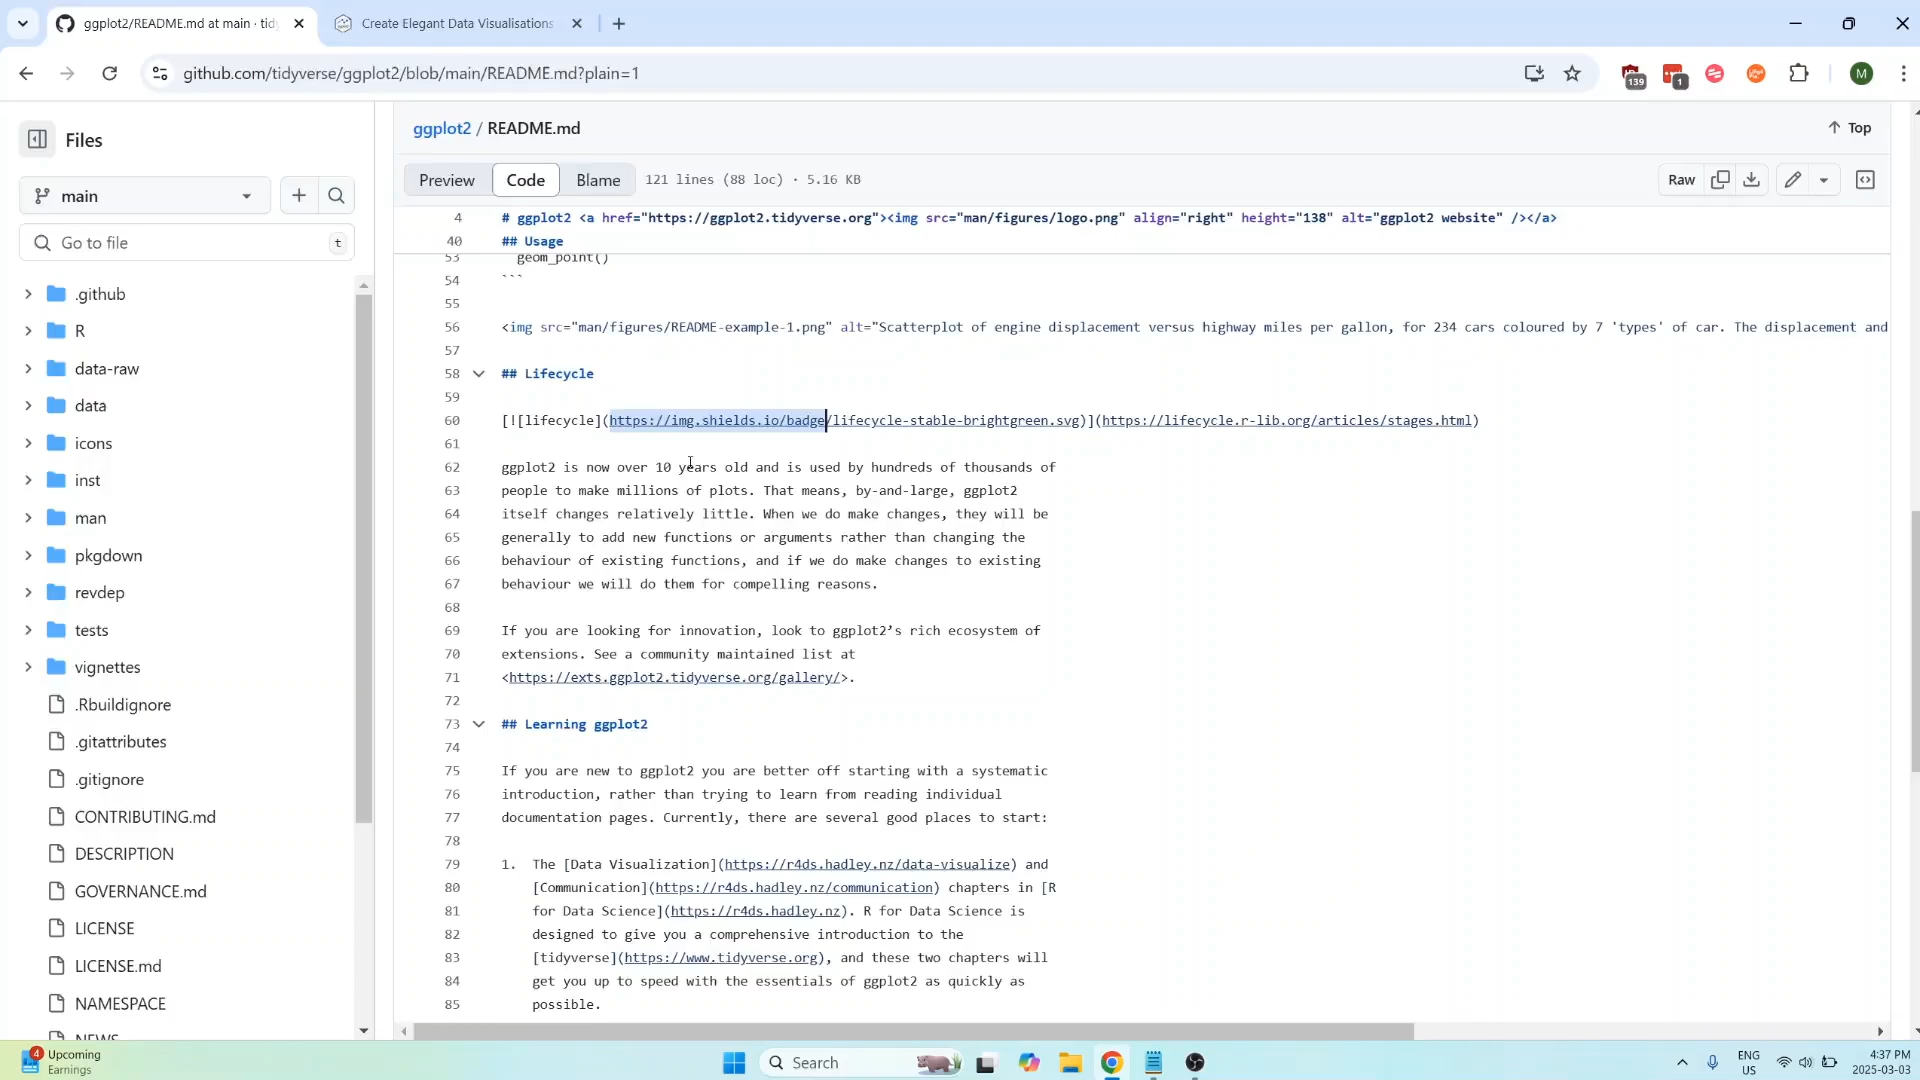 ggplot2/README.md at main · tidy
Create Elegant Data Visualisations
github.com/tidyverse/ggplot2/blob/main/README.md?plain=1
139
1
M
Files
main
Go to file
t
.github
R
data-raw
data
icons
inst
man
pkgdown
revdep
tests
vignettes
.Rbuildignore
.gitattributes
.gitignore
CONTRIBUTING.md
DESCRIPTION
GOVERNANCE.md
LICENSE
LICENSE.md
NAMESPACE
NEWS
ggplot2 / README.md
Top
Preview
Code
Blame
121 lines (88 loc) · 5.16 KB
Raw
4 # ggplot2 <a href="https://ggplot2.tidyverse.org"><img src="man/figures/logo.png" align="right" height="138" alt="ggplot2 website" /></a>
40 ## Usage
53 geom_point()
54 ```
55
56 <img src="man/figures/README-example-1.png" alt="Scatterplot of engine displacement versus highway miles per gallon, for 234 cars coloured by 7 'types' of car. The displacement and
57
58 ## Lifecycle
59
60 [![lifecycle](https://img.shields.io/badge/lifecycle-stable-brightgreen.svg)](https://lifecycle.r-lib.org/articles/stages.html)
61
62 ggplot2 is now over 10 years old and is used by hundreds of thousands of
63 people to make millions of plots. That means, by-and-large, ggplot2
64 itself changes relatively little. When we do make changes, they will be
65 generally to add new functions or arguments rather than changing the
66 behaviour of existing functions, and if we do make changes to existing
67 behaviour we will do them for compelling reasons.
68
69 If you are looking for innovation, look to ggplot2’s rich ecosystem of
70 extensions. See a community maintained list at
71 <https://exts.ggplot2.tidyverse.org/gallery/>.
72
73 ## Learning ggplot2
74
75 If you are new to ggplot2 you are better off starting with a systematic
76 introduction, rather than trying to learn from reading individual
77 documentation pages. Currently, there are several good places to start:
78
79 1. The [Data Visualization](https://r4ds.hadley.nz/data-visualize) and
80 [Communication](https://r4ds.hadley.nz/communication) chapters in [R
81 for Data Science](https://r4ds.hadley.nz). R for Data Science is
82 designed to give you a comprehensive introduction to the
83 [tidyverse](https://www.tidyverse.org), and these two chapters will
84 get you up to speed with the essentials of ggplot2 as quickly as
85 possible.
4
Upcoming
Earnings
Search
ENG
US
4:37 PM
2025-03-03